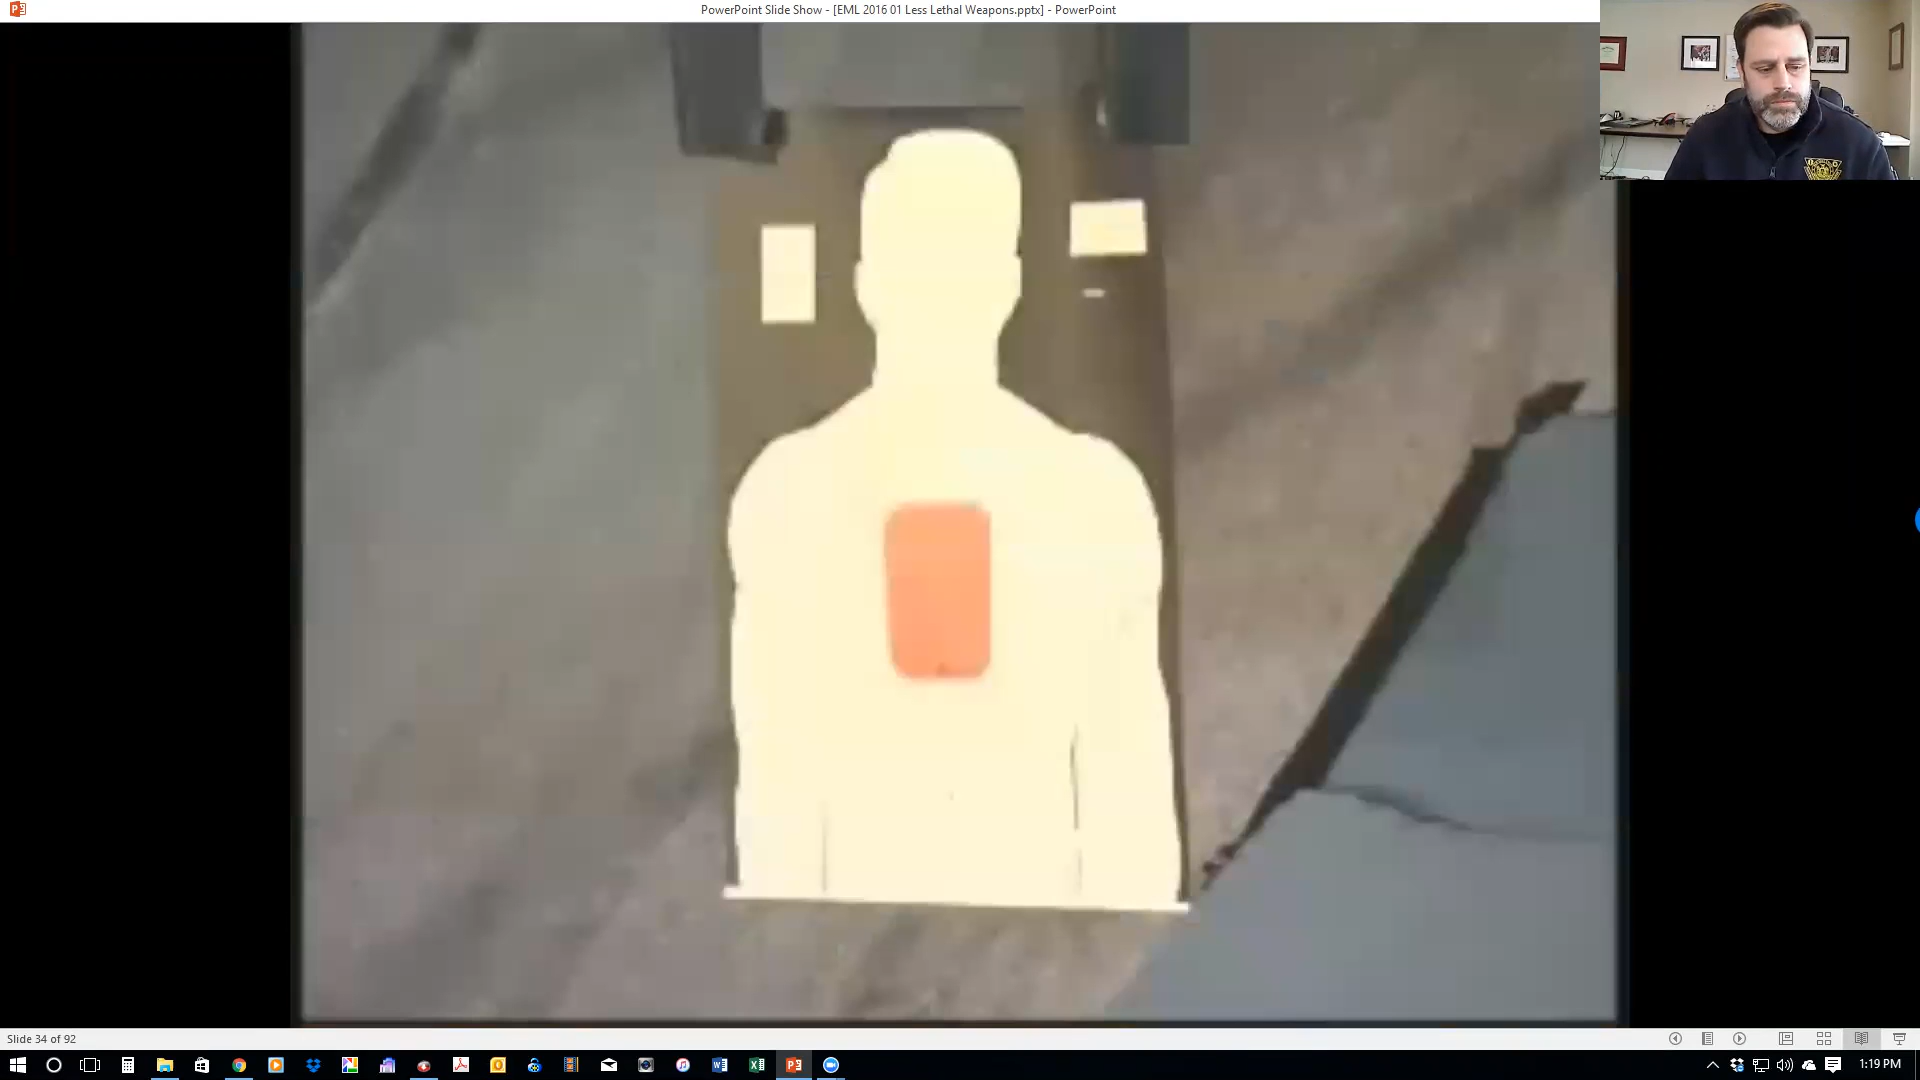 PowerPoint Slide Show - [EML 2016 01 Less Lethal Weapons.pptx] - PowerPoint
Slide 34 of 92
1:19 PM